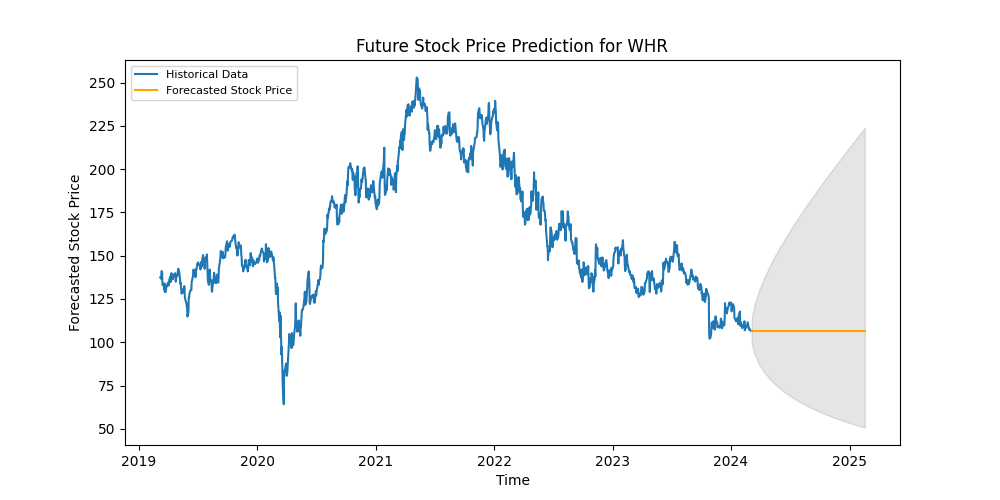 Future Stock Price Prediction for WHR
Historical Data
Forecasted Stock Price
Forecasted Stock Price
250
225
200
175
150
125
100
75
50
2019 2020 2021 2022 2023 2024 2025
Time